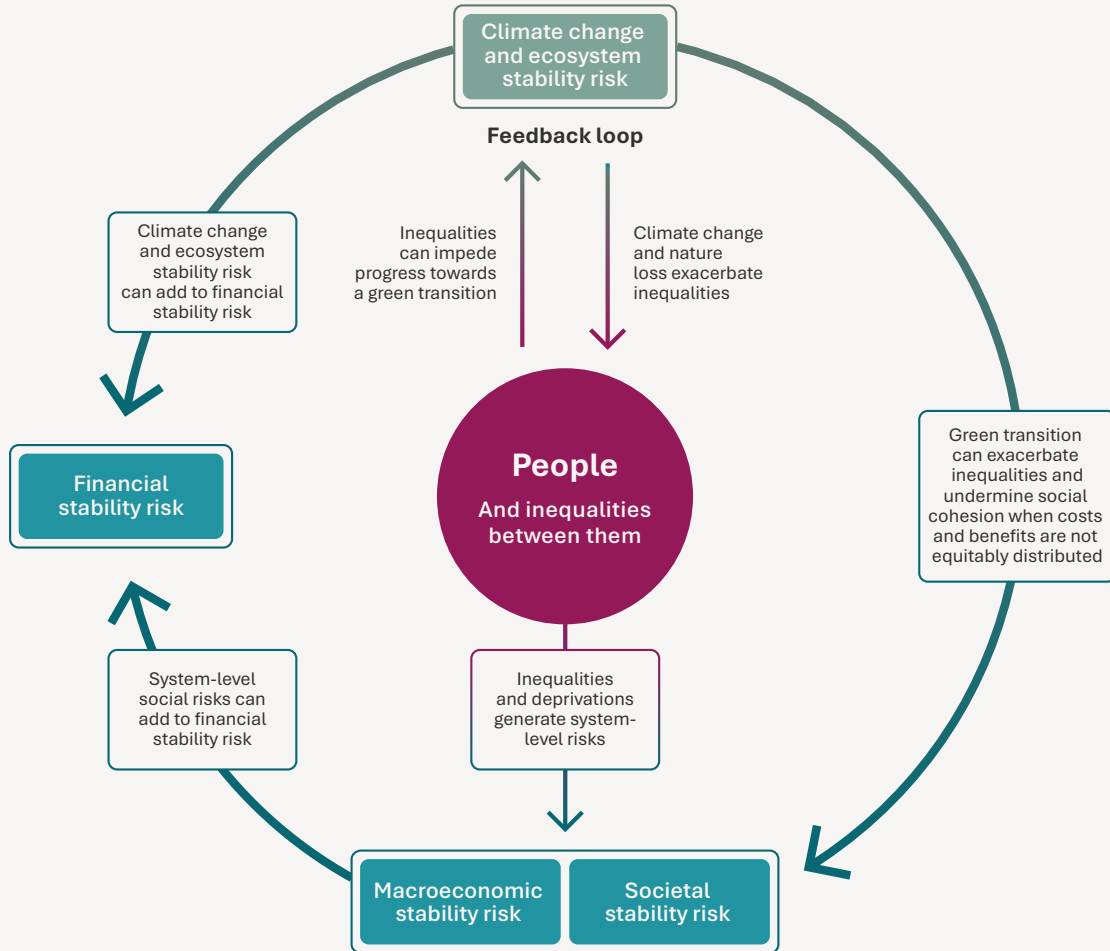 Climate change
and ecosystem
stability risk
Feedback loop
Climate change
and ecosystem
stability risk
can add to financial
stability risk
Inequalities
can impede
progress towards
a green transition
Climate change
and nature
loss exacerbate
inequalities
Green transition
can exacerbate
inequalities and
undermine social
cohesion when costs
and benefits are not
equitably distributed
Financial
stability risk
People
And inequalities
between them
System-level
social risks can
add to financial
stability risk
Inequalities
and deprivations
generate system-
level risks
Macroeconomic
stability risk
Societal
stability risk